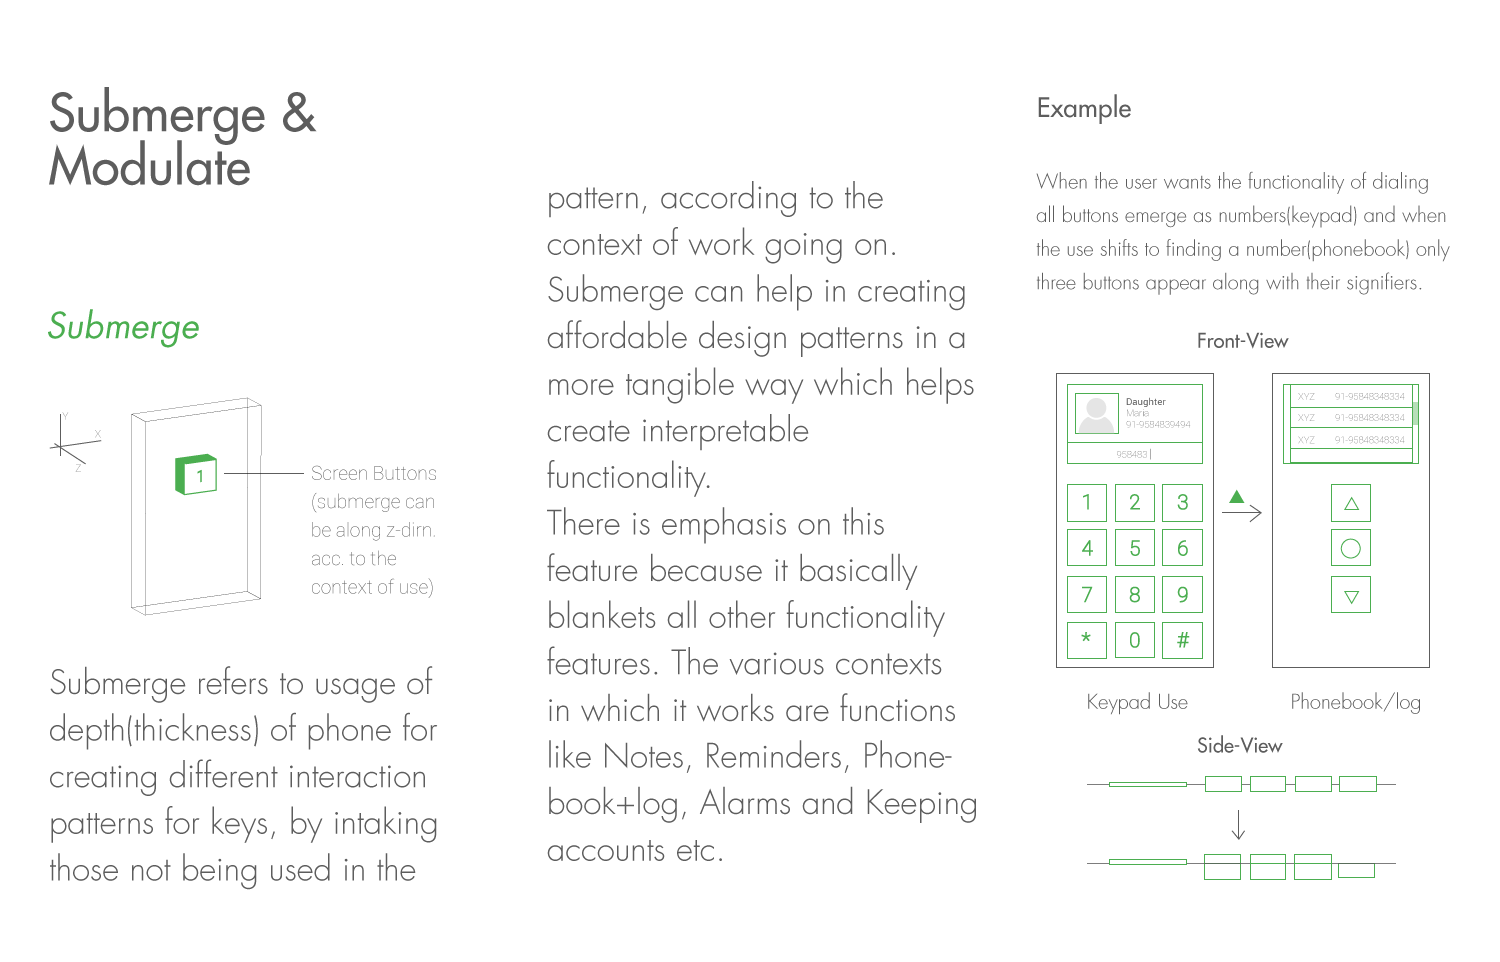 Submerge &
Modulate
Submerge
Y
X
Z
1
Screen Buttons
(submerge can
be along z-dirn.
acc. to the
context of use)
Submerge refers to usage of
depth(thickness) of phone for
creating different interaction
patterns for keys, by intaking
those not being used in the
pattern, according to the
context of work going on.
Submerge can help in creating
affordable design patterns in a
more tangible way which helps
create interpretable
functionality.
There is emphasis on this
feature because it basically
blankets all other functionality
features. The various contexts
in which it works are functions
like Notes, Reminders, Phone-
book+log, Alarms and Keeping
accounts etc.
Example
When the user wants the functionality of dialing
all buttons emerge as numbers(keypad) and when
the use shifts to finding a number(phonebook) only
three buttons appear along with their signifiers.
Front-View
Daughter
Maria
91-9584839494
958483
1 2 3
4 5 6
7 8 9
* 0 #
Keypad Use
XYZ 91-95848348334
XYZ 91-95848348334
XYZ 91-95848348334
Phonebook/log
Side-View